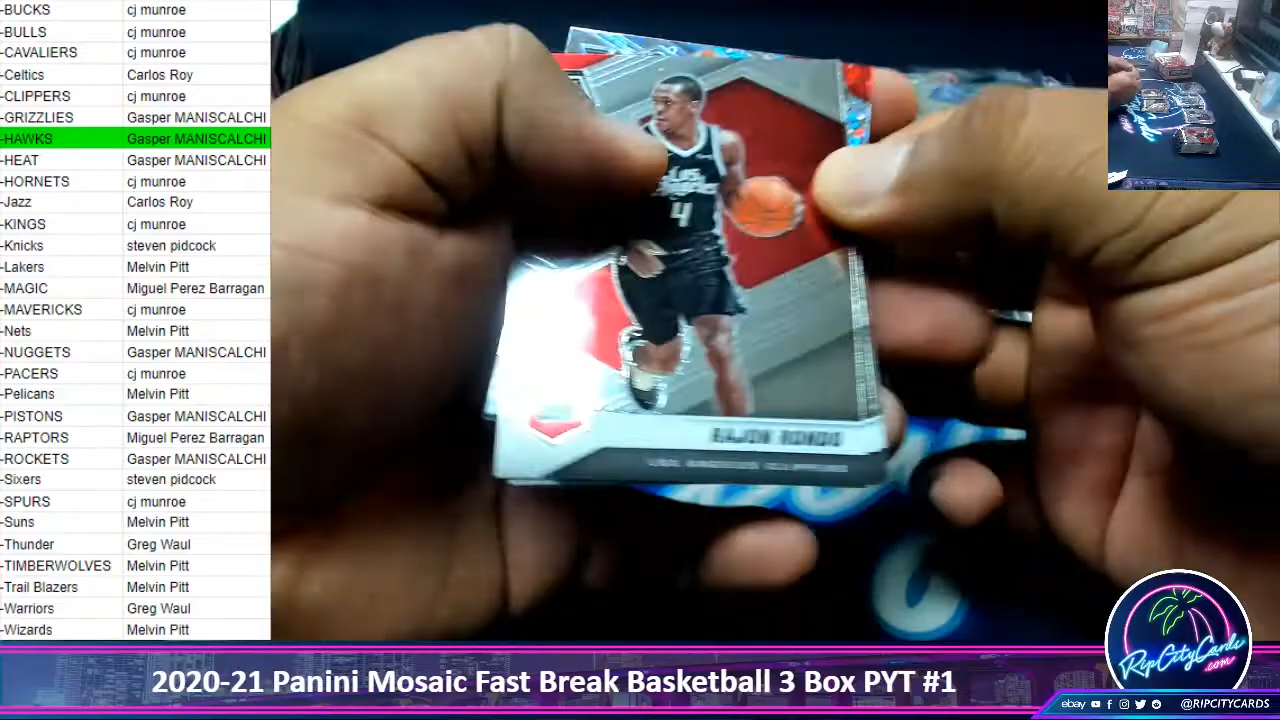 -BUCKS cj munroe
-BULLS cj munroe
-CAVALIERS cj munroe
-Celtics Carlos Roy
-CLIPPERS cj munroe
-GRIZZLIES Gasper MANISCALCHI
-HAWKS Gasper MANISCALCHI
-HEAT Gasper MANISCALCHI
-HORNETS cj munroe
-Jazz Carlos Roy
-KINGS cj munroe
-Knicks steven pidcock
-Lakers Melvin Pitt
-MAGIC Miguel Perez Barragan
-MAVERICKS cj munroe
-Nets Melvin Pitt
-NUGGETS Gasper MANISCALCHI
-PACERS cj munroe
-Pelicans Melvin Pitt
-PISTONS Gasper MANISCALCHI
-RAPTORS Miguel Perez Barragan
-ROCKETS Gasper MANISCALCHI
-Sixers steven pidcock
-SPURS cj munroe
-Suns Melvin Pitt
-Thunder Greg Waul
-TIMBERWOLVES Melvin Pitt
-Trail Blazers Melvin Pitt
-Warriors Greg Waul
-Wizards Melvin Pitt
Los
Angeles
4
RAJON RONDO
LOS ANGELES CLIPPERS
RipCityCards
.com
2020-21 Panini Mosaic Fast Break Basketball 3 Box PYT #1
ebay @RIPCITYCARDS